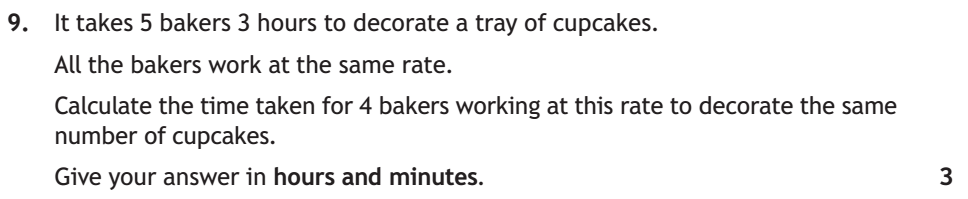 9. It takes 5 bakers 3 hours to decorate a tray of cupcakes.
All the bakers work at the same rate.
Calculate the time taken for 4 bakers working at this rate to decorate the same
number of cupcakes.
Give your answer in hours and minutes. 3